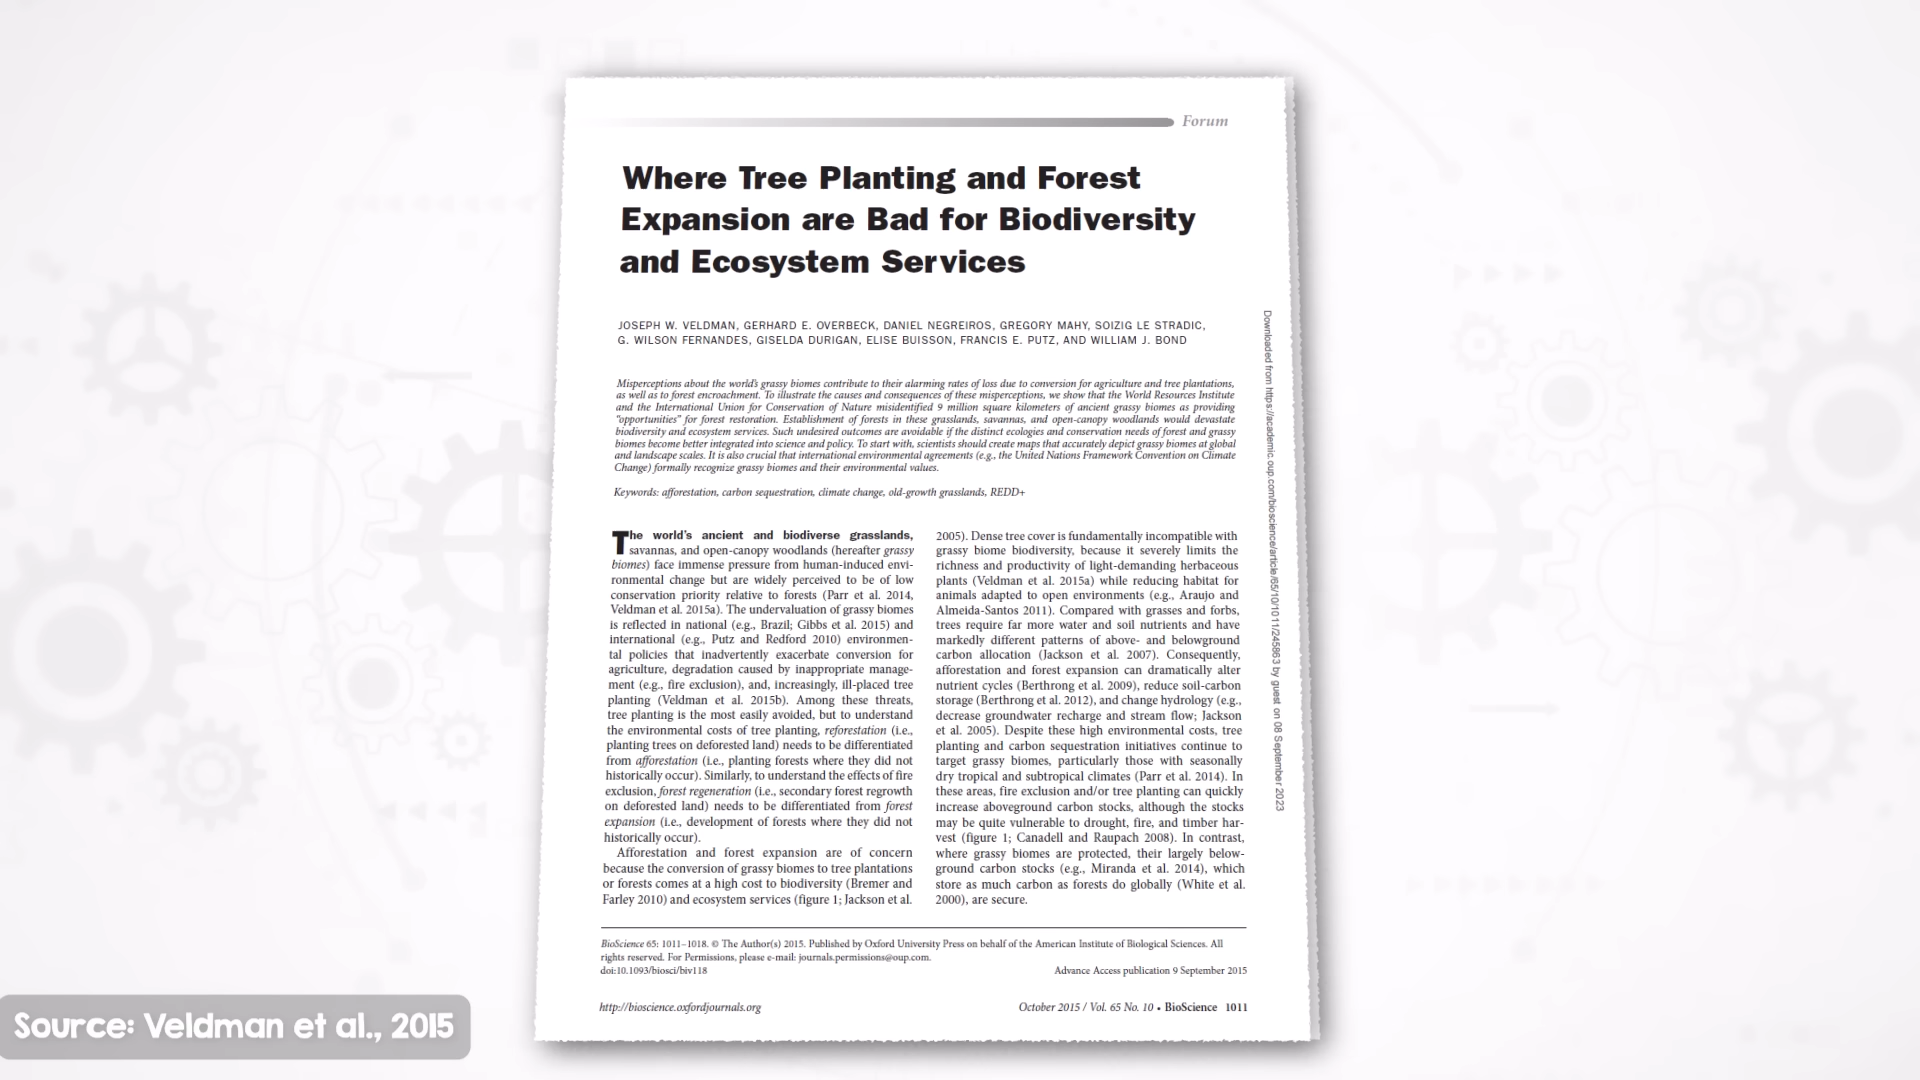 Forum
Where Tree Planting and Forest
Expansion are Bad for Biodiversity
and Ecosystem Services
JOSEPH W. VELDMAN, GERHARD E. OVERBECK, DANIEL NEGREIROS, GREGORY MAHY, SOIZIG LE STRADIC,
G. WILSON FERNANDES, GISELDA DURIGAN, ELISE BUISSON, FRANCIS E. PUTZ, AND WILLIAM J. BOND
Misperceptions about the world's grassy biomes contribute to their alarming rates of loss due to conversion for agriculture and tree plantations,
as well as to forest encroachment. To illustrate the causes and consequences of these misperceptions, we show that the World Resources Institute
and the International Union for Conservation of Nature misidentified 9 million square kilometers of ancient grassy biomes as providing
"opportunities" for forest restoration. Establishment of forests in these grasslands, savannas, and open-canopy woodlands would devastate
biodiversity and ecosystem services. Such undesired outcomes are avoidable if the distinct ecologies and conservation needs of forest and grassy
biomes become better integrated into science and policy. To start with, scientists should create maps that accurately depict grassy biomes at global
and landscape scales. It is also crucial that international environmental agreements (e.g., the United Nations Framework Convention on Climate
Change) formally recognize grassy biomes and their environmental values.
Keywords: afforestation, carbon sequestration, climate change, old-growth grasslands, REDD+
The world's ancient and biodiverse grasslands,
savannas, and open-canopy woodlands (hereafter grassy
biomes) face immense pressure from human-induced envi-
ronmental change but are widely perceived to be of low
conservation priority relative to forests (Parr et al. 2014,
Veldman et al. 2015a). The undervaluation of grassy biomes
is reflected in national (e.g., Brazil; Gibbs et al. 2015) and
international (e.g., Putz and Redford 2010) environmen-
tal policies that inadvertently exacerbate conversion for
agriculture, degradation caused by inappropriate manage-
ment (e.g., fire exclusion), and, increasingly, ill-placed tree
planting (Veldman et al. 2015b). Among these threats,
tree planting is the most easily avoided, but to understand
the environmental costs of tree planting, reforestation (i.e.,
planting trees on deforested land) needs to be differentiated
from afforestation (i.e., planting forests where they did not
historically occur). Similarly, to understand the effects of fire
exclusion, forest regeneration (i.e., secondary forest regrowth
on deforested land) needs to be differentiated from forest
expansion (i.e., development of forests where they did not
historically occur).
Afforestation and forest expansion are of concern
because the conversion of grassy biomes to tree plantations
or forests comes at a high cost to biodiversity (Bremer and
Farley 2010) and ecosystem services (figure 1; Jackson et al.
2005). Dense tree cover is fundamentally incompatible with
grassy biome biodiversity, because it severely limits the
richness and productivity of light-demanding herbaceous
plants (Veldman et al. 2015a) while reducing habitat for
animals adapted to open environments (e.g., Araujo and
Almeida-Santos 2011). Compared with grasses and forbs,
trees require far more water and soil nutrients and have
markedly different patterns of above- and belowground
carbon allocation (Jackson et al. 2007). Consequently,
afforestation and forest expansion can dramatically alter
nutrient cycles (Berthrong et al. 2009), reduce soil-carbon
storage (Berthrong et al. 2012), and change hydrology (e.g.,
decrease groundwater recharge and stream flow; Jackson
et al. 2005). Despite these high environmental costs, tree
planting and carbon sequestration initiatives continue to
target grassy biomes, particularly those with seasonally
dry tropical and subtropical climates (Parr et al. 2014). In
these areas, fire exclusion and/or tree planting can quickly
increase aboveground carbon stocks, although the stocks
may be quite vulnerable to drought, fire, and timber har-
vest (figure 1; Canadell and Raupach 2008). In contrast,
where grassy biomes are protected, their largely below-
ground carbon stocks (e.g., Miranda et al. 2014), which
store as much carbon as forests do globally (White et al.
2000), are secure.
Downloaded from https://academic.oup.com/bioscience/article/65/10/1011/245863 by guest on 08 September 2023
BioScience 65: 1011–1018. © The Author(s) 2015. Published by Oxford University Press on behalf of the American Institute of Biological Sciences. All
rights reserved. For Permissions, please e-mail: journals.permissions@oup.com.
doi:10.1093/biosci/biv118 Advance Access publication 9 September 2015
http://bioscience.oxfordjournals.org October 2015 / Vol. 65 No. 10 • BioScience 1011
Source: Veldman et al., 2015